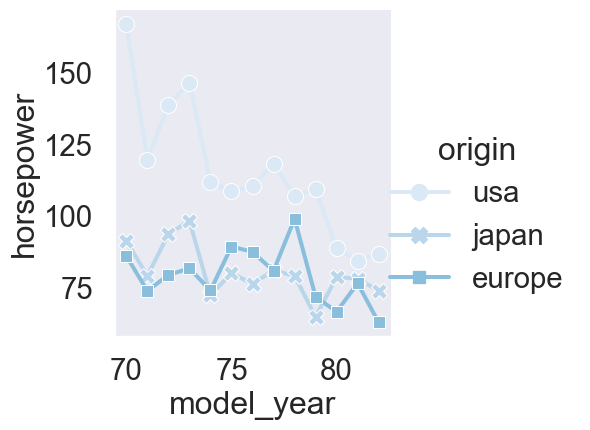 150
125
100
75
horsepower
70 75 80
model_year
origin
usa
japan
europe